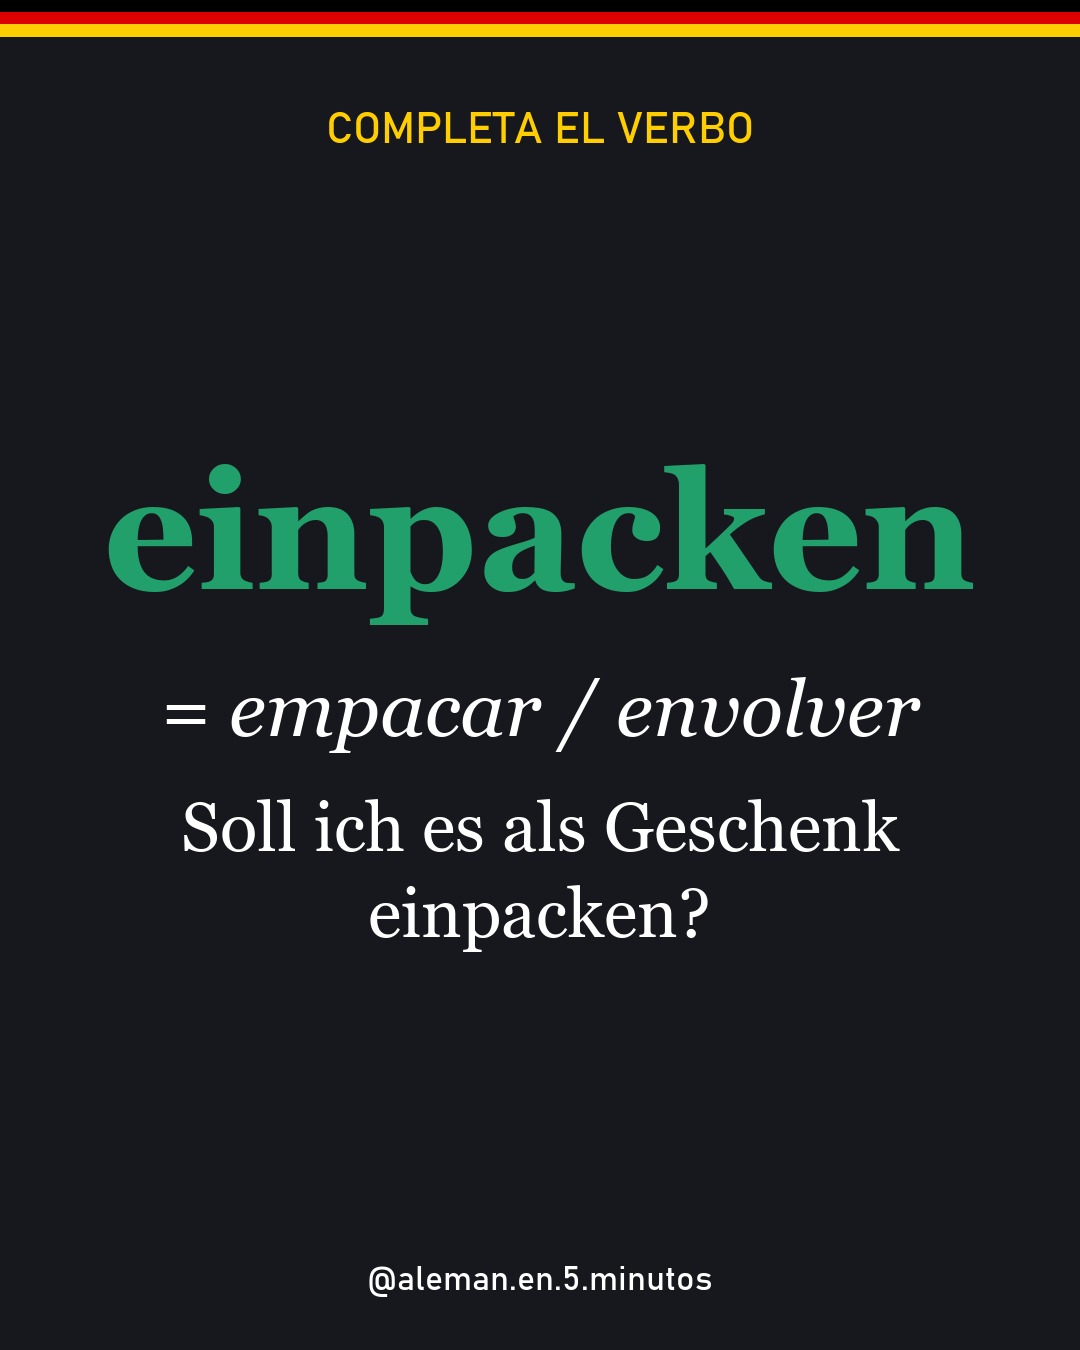 COMPLETA EL VERBO
einpacken
= empacar / envolver
Soll ich es als Geschenk
einpacken?
@aleman.en.5.minutos